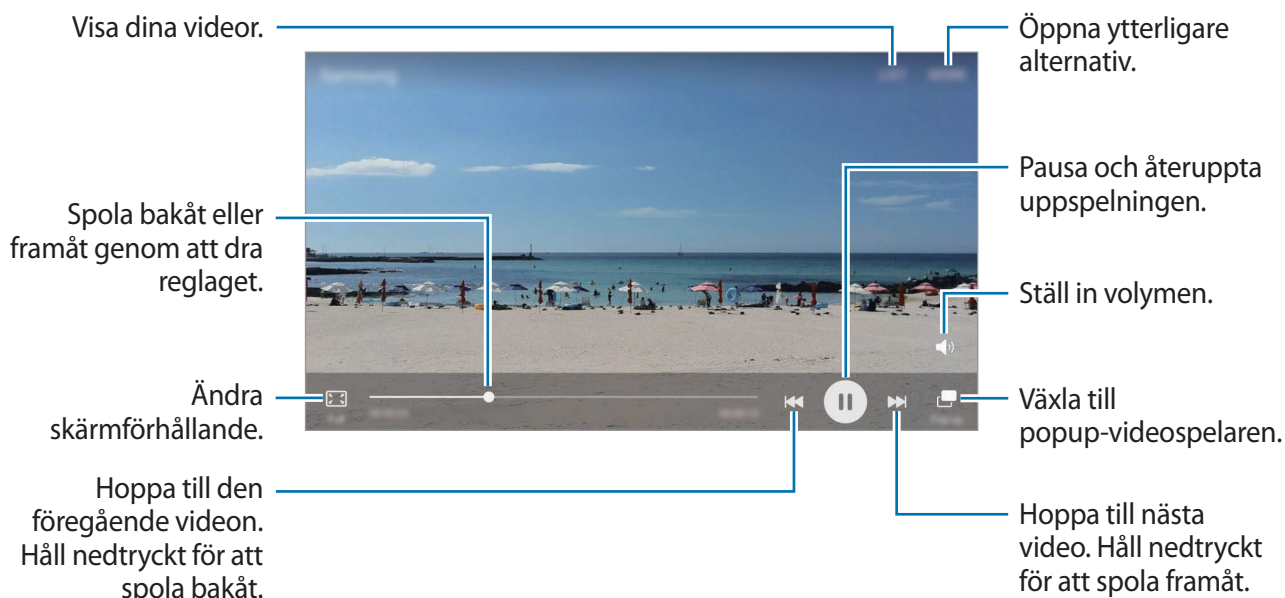 Visa dina videor.
Spola bakåt eller
framåt genom att dra
reglaget.
Ändra
skärmförhållande.
Hoppa till den
föregående videon.
Håll nedtryckt för att
spola bakåt.
Samsung
Öppna ytterligare
alternativ.
Pausa och återuppta
uppspelningen.
Ställ in volymen.
Växla till
popup-videospelaren.
Hoppa till nästa
video. Håll nedtryckt
för att spola framåt.